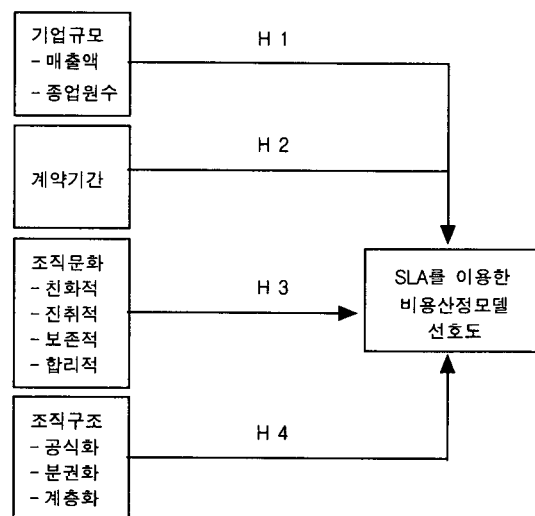 기업규모
- 매출액
- 종업원수
H 1
계약기간
H 2
조직문화
- 친화적
- 진취적
- 보존적
- 합리적
H 3
SLA를 이용한
비용산정모델
선호도
조직구조
- 공식화
- 분권화
- 계층화
H 4